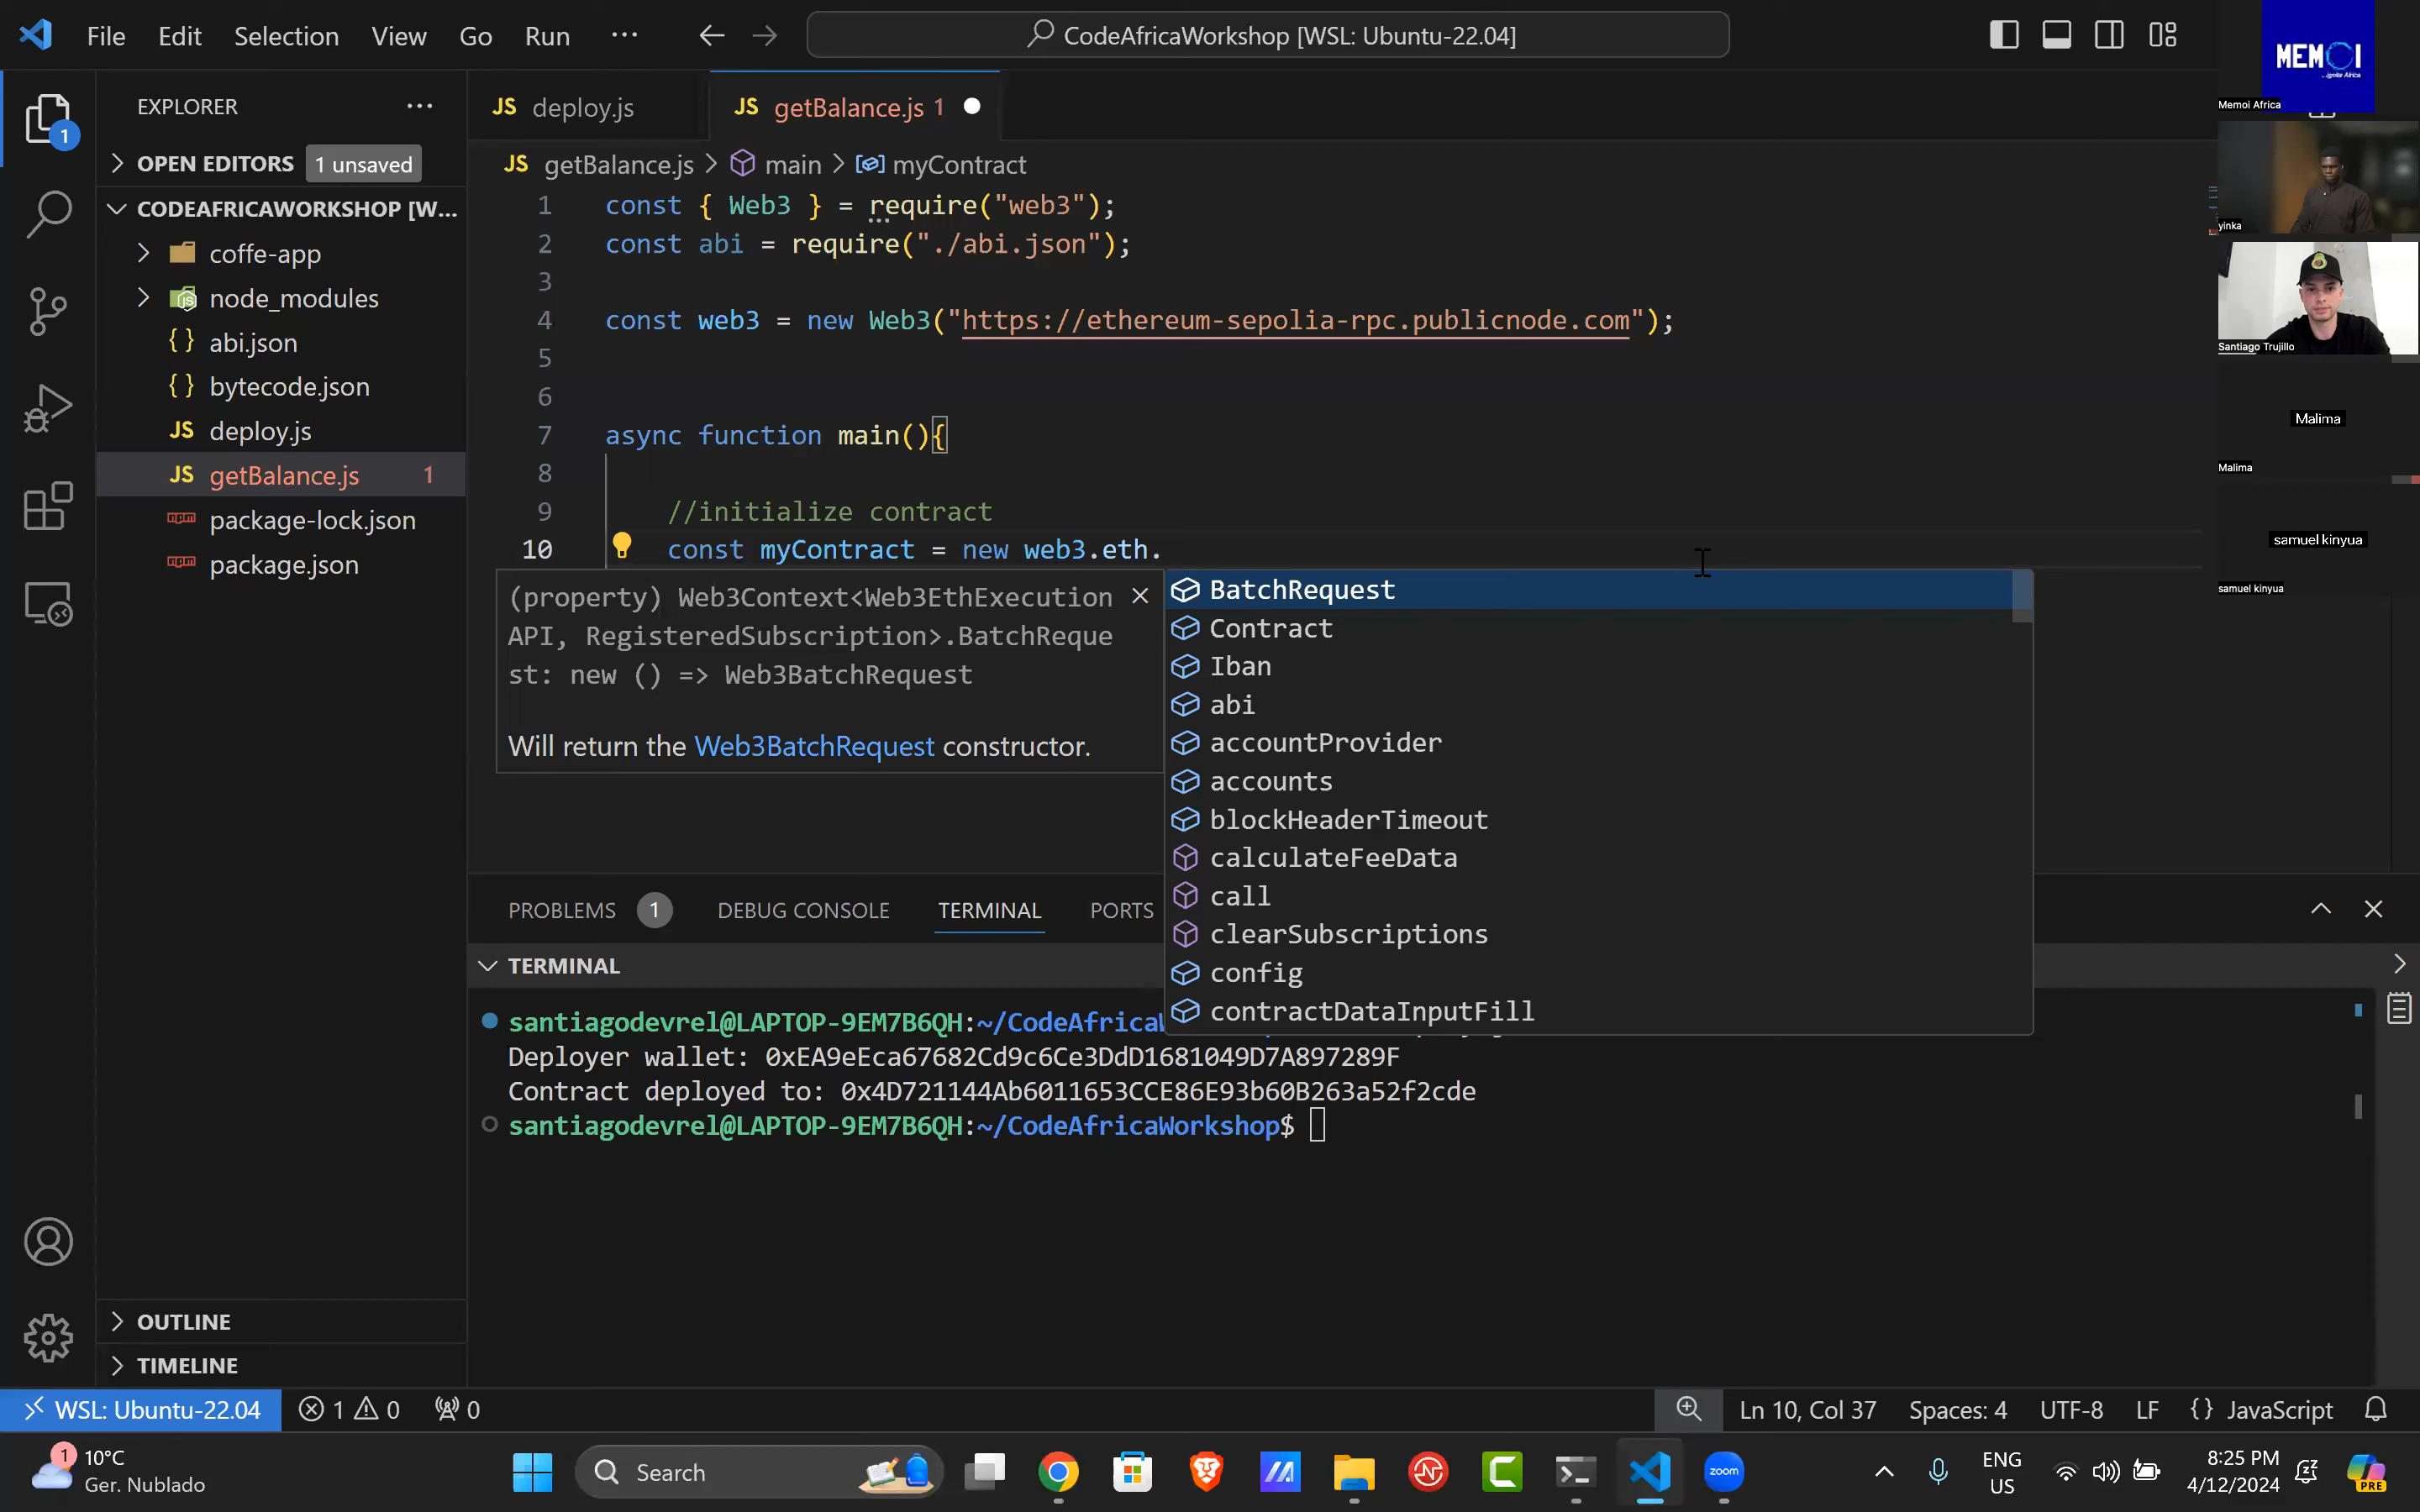 File Edit Selection View Go Run ···
CodeAfricaWorkshop [WSL: Ubuntu-22.04]
MEMOI
...ignite Africa
Memoi Africa
yinka
Santiago Trujillo
Malima
Malima
samuel kinyua
samuel kinyua
EXPLORER
1
OPEN EDITORS 1 unsaved
CODEAFRICAWORKSHOP [W...
coffe-app
node_modules
{} abi.json
{} bytecode.json
JS deploy.js
JS getBalance.js 1
package-lock.json
package.json
OUTLINE
TIMELINE
JS deploy.js
JS getBalance.js 1
JS getBalance.js > main > myContract
1 const { Web3 } = require("web3");
2 const abi = require("./abi.json");
3
4 const web3 = new Web3("https://ethereum-sepolia-rpc.publicnode.com");
5
6
7 async function main(){
8
9 //initialize contract
10 const myContract = new web3.eth.
(property) Web3Context<Web3EthExecution
API, RegisteredSubscription>.BatchReque
st: new () => Web3BatchRequest
Will return the Web3BatchRequest constructor.
BatchRequest
Contract
Iban
abi
accountProvider
accounts
blockHeaderTimeout
calculateFeeData
call
clearSubscriptions
config
contractDataInputFill
PROBLEMS 1 DEBUG CONSOLE TERMINAL PORTS
TERMINAL
santiagodevrel@LAPTOP-9EM7B6QH:~/CodeAfricaW
Deployer wallet: 0xEA9eEca67682Cd9c6Ce3DdD1681049D7A897289F
Contract deployed to: 0x4D721144Ab6011653CCE86E93b60B263a52f2cde
santiagodevrel@LAPTOP-9EM7B6QH:~/CodeAfricaWorkshop$
WSL: Ubuntu-22.04 1 0 0
Ln 10, Col 37 Spaces: 4 UTF-8 LF {} JavaScript
1 10°C
Ger. Nublado
Search
zoom
ENG
US
8:25 PM
4/12/2024
PRE